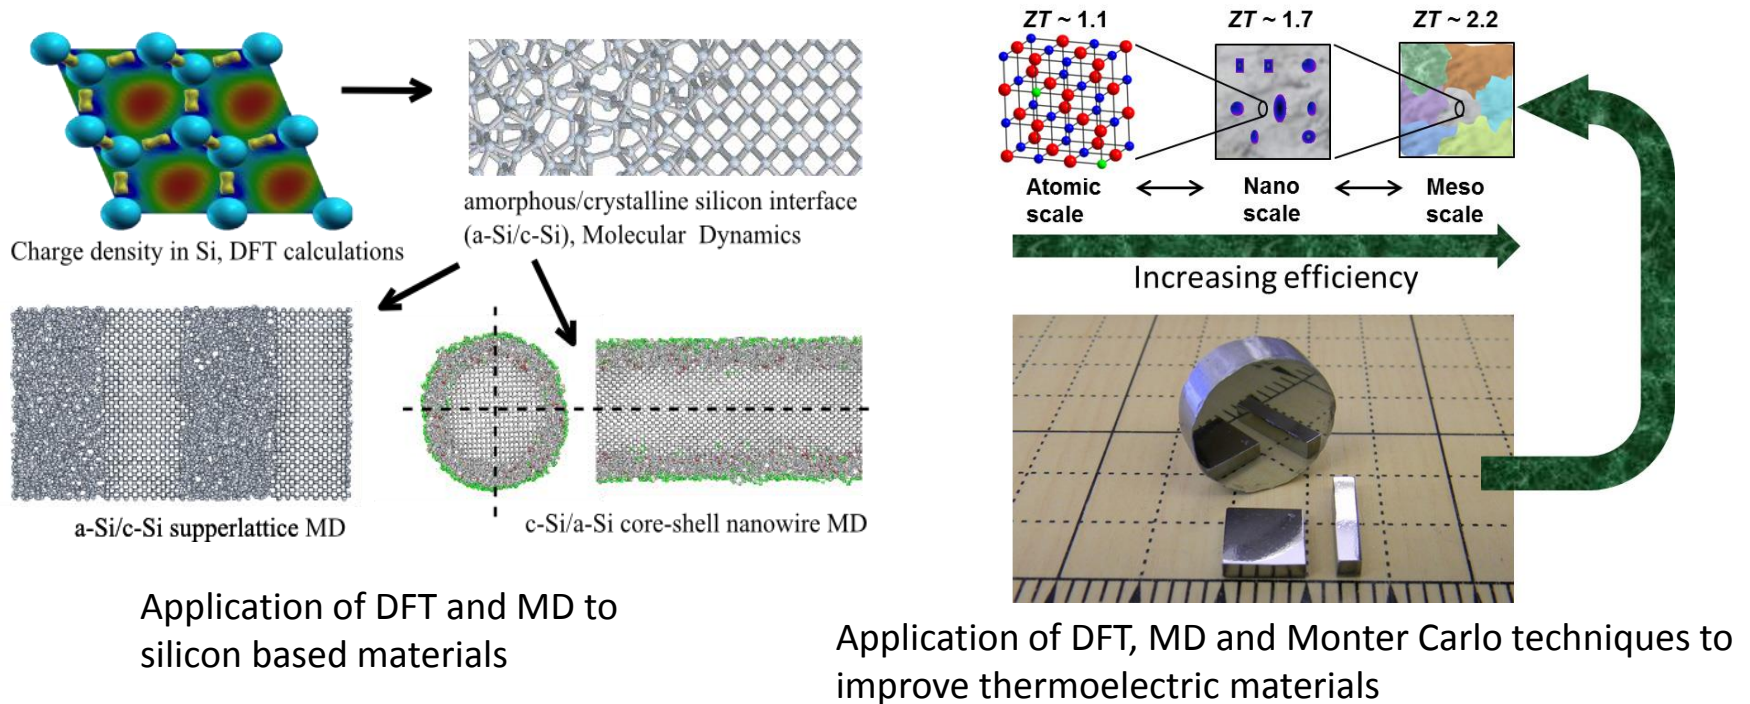 Charge density in Si, DFT calculations
amorphous/crystalline silicon interface
(a-Si/c-Si), Molecular Dynamics
a-Si/c-Si supperlattice MD
c-Si/a-Si core-shell nanowire MD
Application of DFT and MD to
silicon based materials
ZT ~ 1.1
ZT ~ 1.7
ZT ~ 2.2
Atomic
scale
Nano
scale
Meso
scale
Increasing efficiency
Application of DFT, MD and Monter Carlo techniques to
improve thermoelectric materials